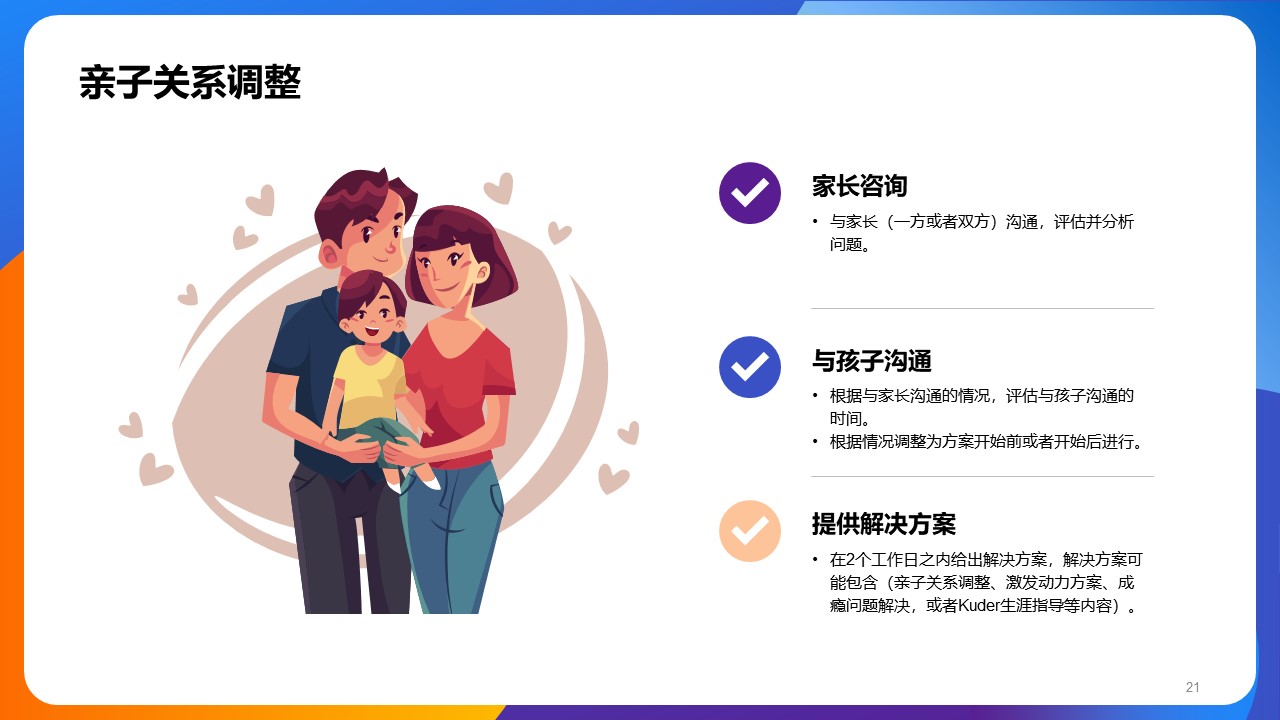 亲子关系调整
家长咨询
• 与家长（一方或者双方）沟通，评估并分析
问题。
与孩子沟通
• 根据与家长沟通的情况，评估与孩子沟通的
时间。
• 根据情况调整为方案开始前或者开始后进行。
提供解决方案
• 在2个工作日之内给出解决方案，解决方案可
能包含（亲子关系调整、激发动力方案、成
瘾问题解决，或者Kuder生涯指导等内容）。
21